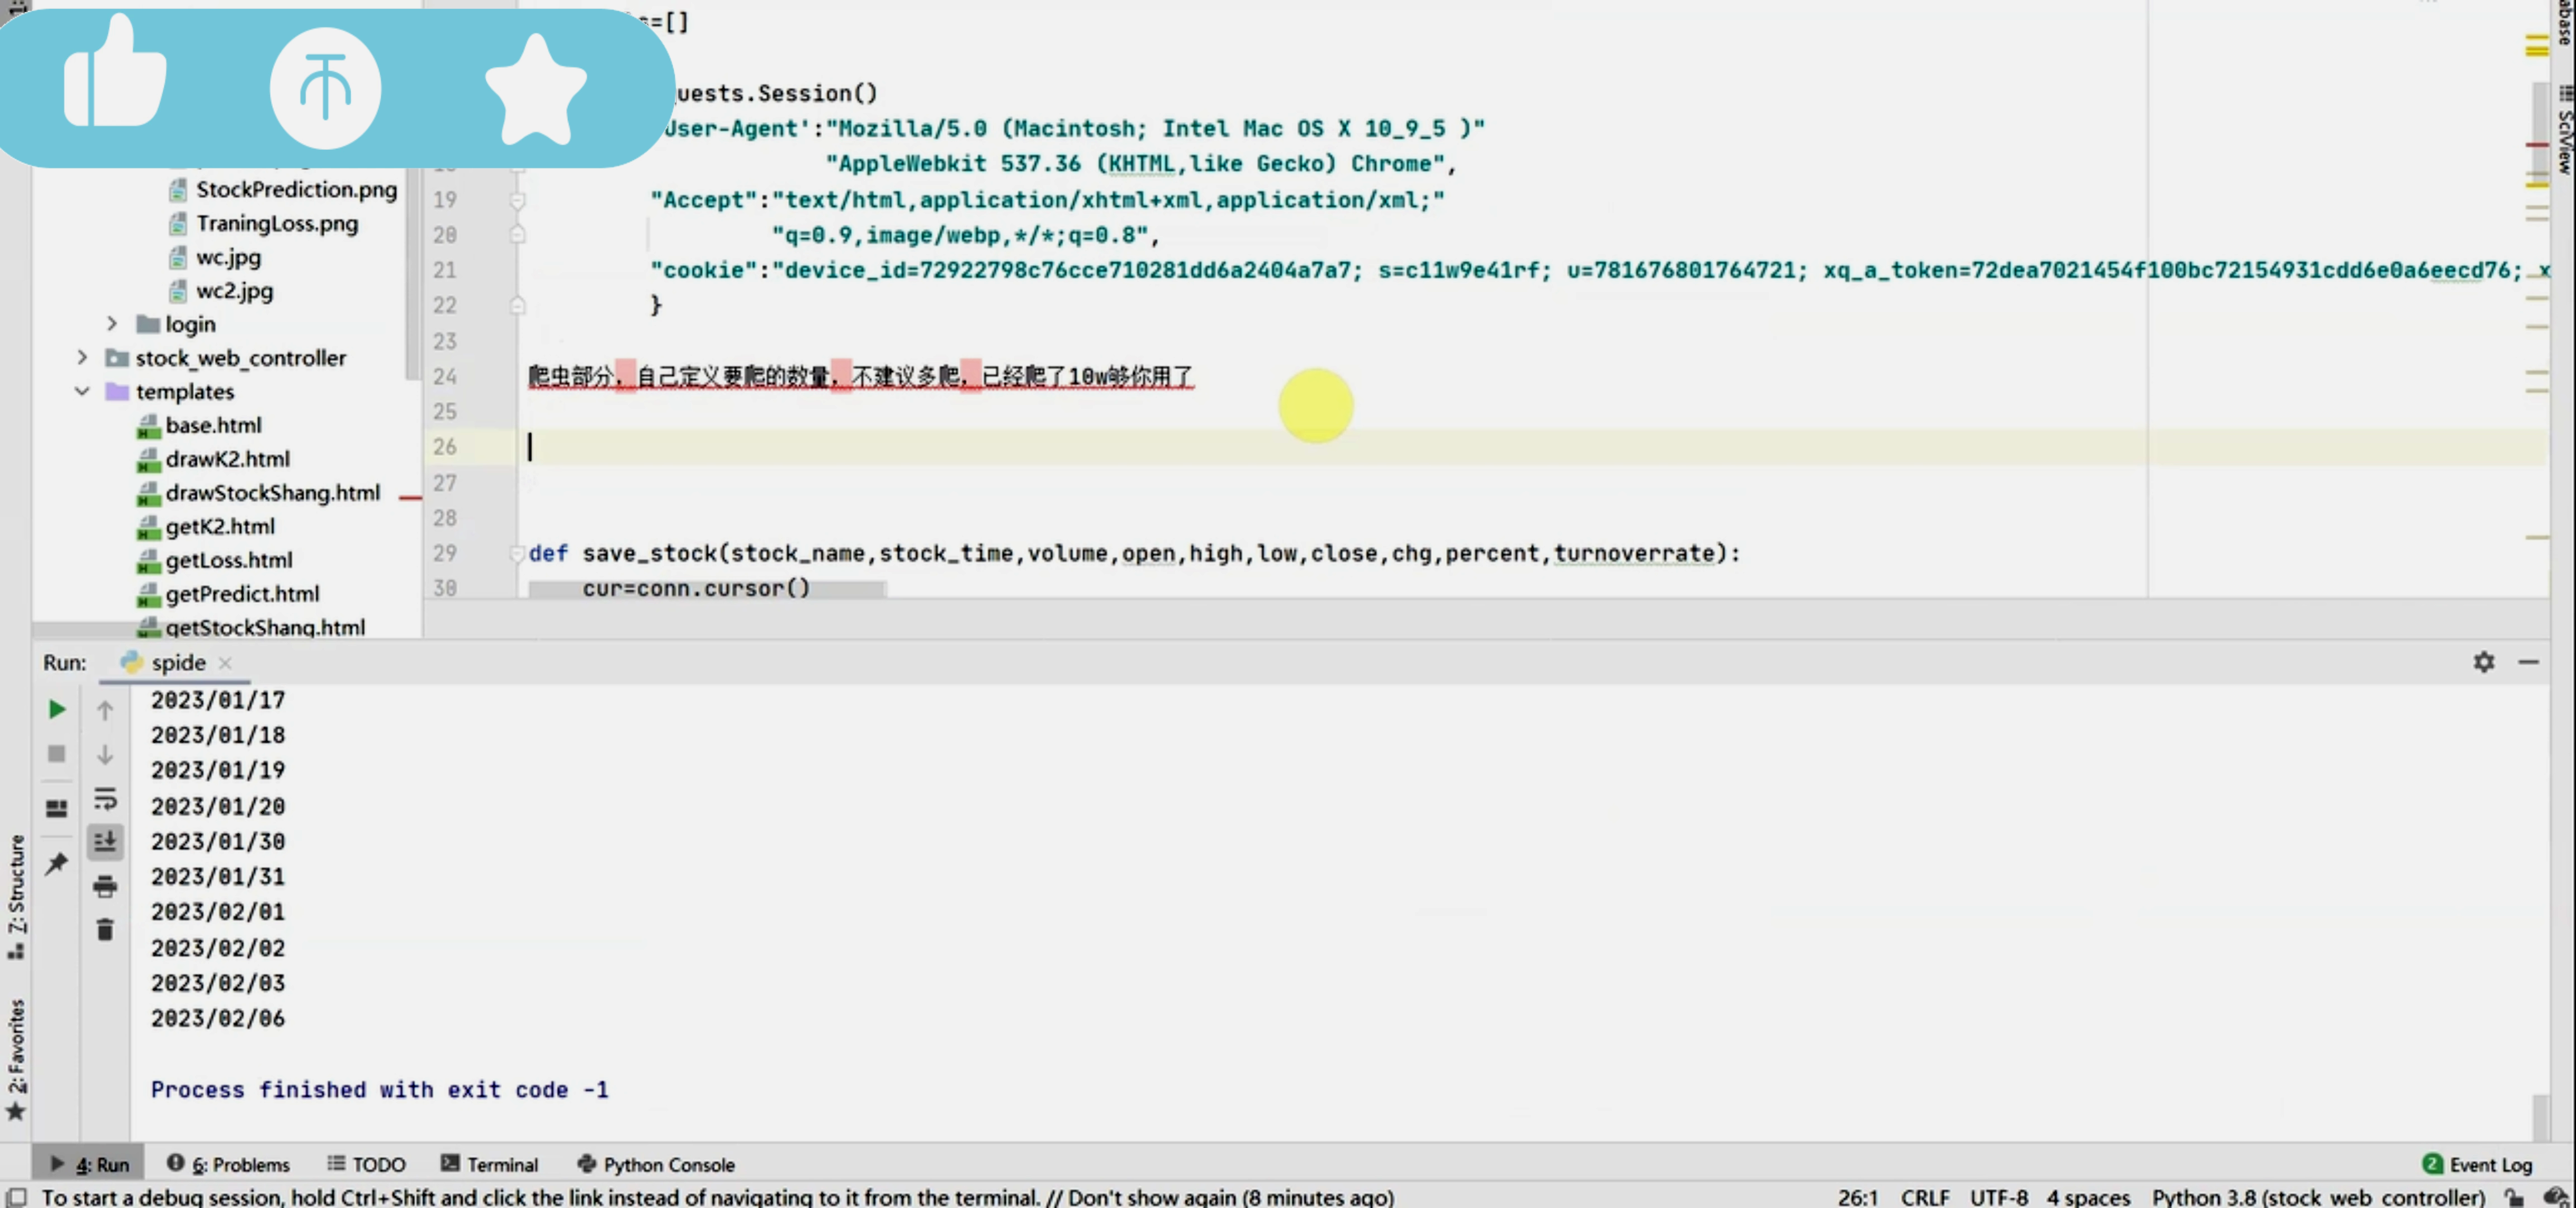 =[]
uests.Session()
User-Agent':"Mozilla/5.0 (Macintosh; Intel Mac OS X 10_9_5 )"
"AppleWebkit 537.36 (KHTML,like Gecko) Chrome",
19 "Accept":"text/html,application/xhtml+xml,application/xml;"
20 "q=0.9,image/webp,*/*;q=0.8",
21 "cookie":"device_id=72922798c76cce710281dd6a2404a7a7; s=c11w9e41rf; u=781676801764721; xq_a_token=72dea7021454f100bc72154931cdd6e0a6eecd76; x
22 }
23
24 爬虫部分，自己定义要爬的数量，不建议多爬，已经爬了10w够你用了
25
26
27
28
29 def save_stock(stock_name,stock_time,volume,open,high,low,close,chg,percent,turnoverrate):
30 cur=conn.cursor()
StockPrediction.png
TraningLoss.png
wc.jpg
wc2.jpg
login
stock_web_controller
templates
base.html
drawK2.html
drawStockShang.html
getK2.html
getLoss.html
getPredict.html
getStockShang.html
SciView
Run: spide
2023/01/17
2023/01/18
2023/01/19
2023/01/20
2023/01/30
2023/01/31
2023/02/01
2023/02/02
2023/02/03
2023/02/06
Process finished with exit code -1
Z: Structure
2: Favorites
4: Run 6: Problems TODO Terminal Python Console 2 Event Log
To start a debug session, hold Ctrl+Shift and click the link instead of navigating to it from the terminal. // Don't show again (8 minutes ago) 26:1 CRLF UTF-8 4 spaces Python 3.8 (stock_web_controller)